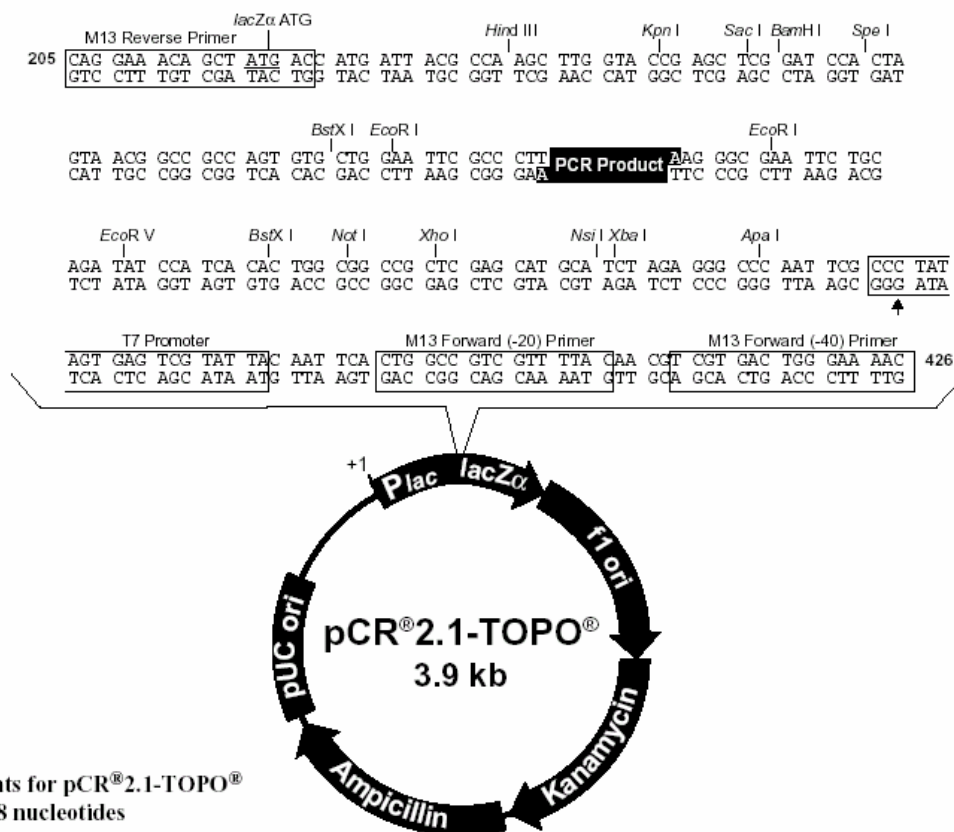 lacZα ATG
M13 Reverse Primer Hind III Kpn I Sac I BamH I Spe I
205 CAG GAA ACA GCT ATG ACC ATG ATT ACG CCA AGC TTG GTA CCG AGC TCG GAT CCA CTA
GTC CTT TGT CGA TAC TGG TAC TAA TGC GGT TCG AAC CAT GGC TCG AGC CTA GGT GAT
BstX I EcoR I EcoR I
GTA ACG GCC GCC AGT GTG CTG GAA TTC GCC CTT PCR Product AAG GGC GAA TTC TGC
CAT TGC CGG CGG TCA CAC GAC CTT AAG CGG GAA TTC CCG CTT AAG ACG
EcoR V BstX I Not I Xho I Nsi I Xba I Apa I
AGA TAT CCA TCA CAC TGG CGG CCG CTC GAG CAT GCA TCT AGA GGG CCC AAT TCG CCC TAT
TCT ATA GGT AGT GTG ACC GCC GGC GAG CTC GTA CGT AGA TCT CCC GGG TTA AGC GGG ATA
T7 Promoter M13 Forward (-20) Primer M13 Forward (-40) Primer
AGT GAG TCG TAT TAC AAT TCA CTG GCC GTC GTT TTA CAA CGT CGT GAC TGG GAA AAC 426
TCA CTC AGC ATA ATG TTA AGT GAC CGG CAG CAA AAT GTT GCA GCA CTG ACC CTT TTG
+1
Plac lacZα
f1 ori
Kanamycin
Ampicillin
pUC ori
pCR®2.1-TOPO®
3.9 kb
nts for pCR®2.1-TOPO®
8 nucleotides